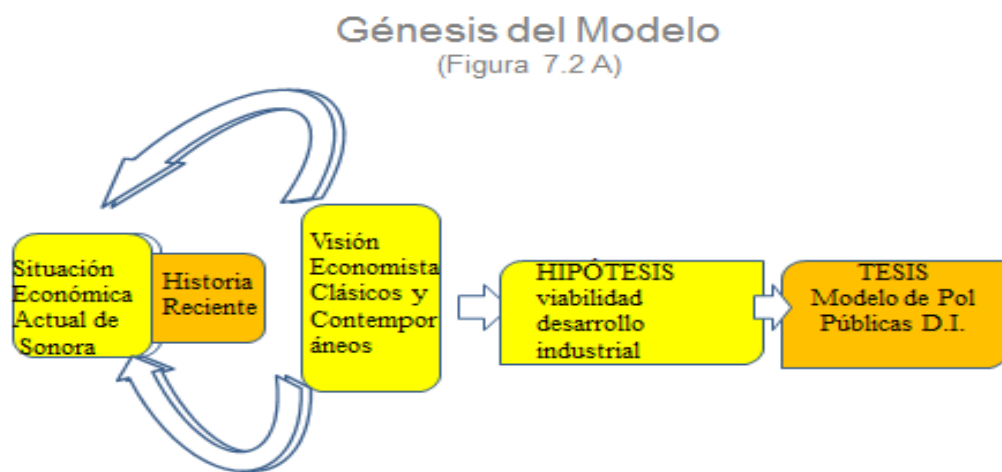 Génesis del Modelo
(Figura 7.2 A)
Situación
Económica
Actual de
Sonora
Historia
Reciente
Visión
Economista
Clásicos y
Contempor
áneos
HIPÓTESIS
viabilidad
desarrollo
industrial
TESIS
Modelo de Pol
Públicas D.I.